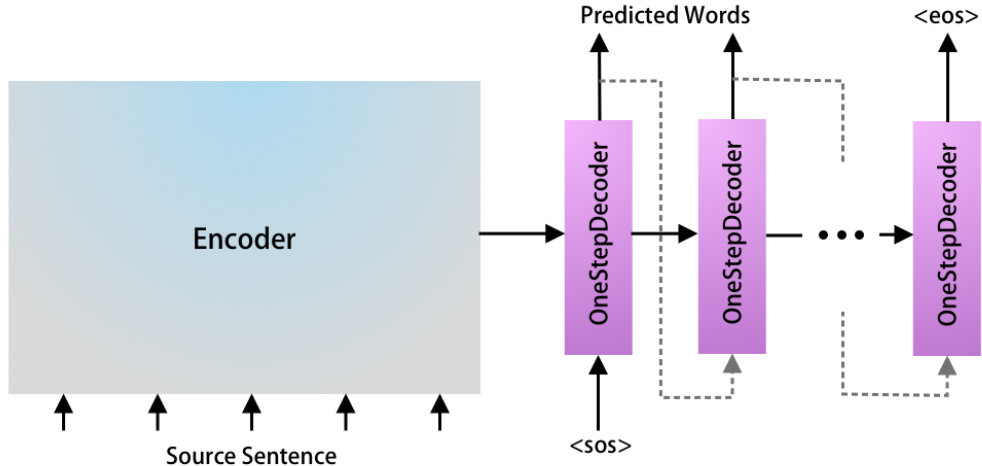 Predicted Words
<eos>
Encoder
OneStepDecoder
OneStepDecoder
OneStepDecoder
<sos>
Source Sentence